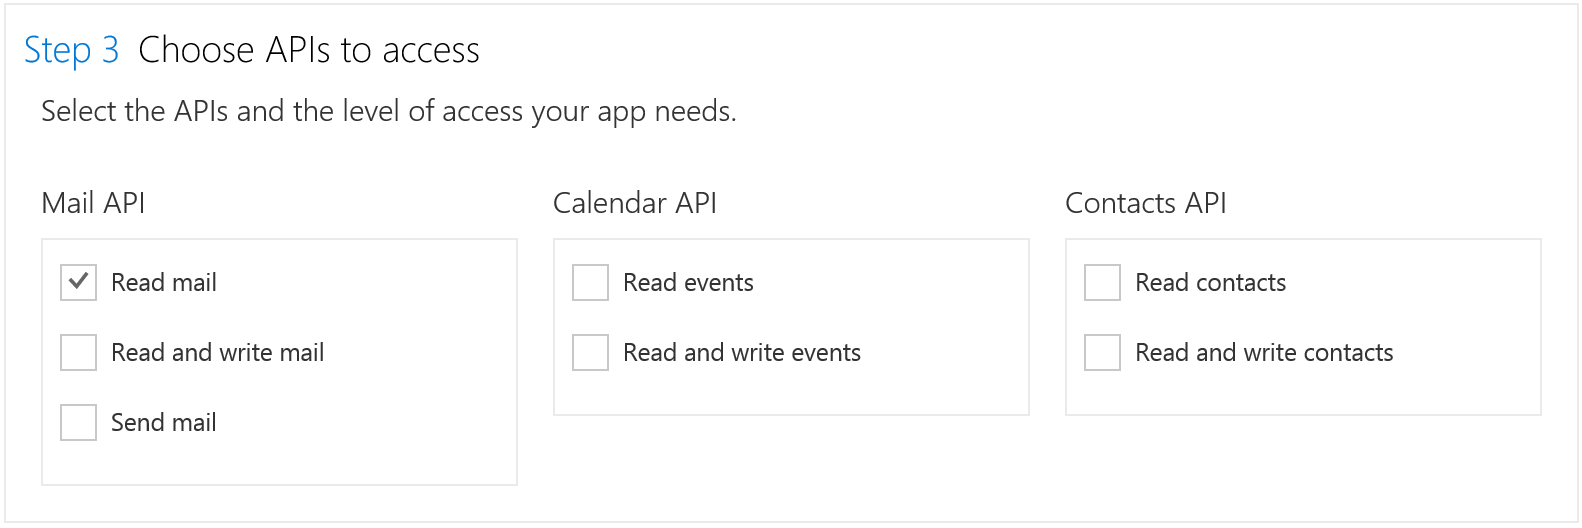 Step 3 Choose APIs to access
Select the APIs and the level of access your app needs.
Mail API
Read mail
Read and write mail
Send mail
Calendar API
Read events
Read and write events
Contacts API
Read contacts
Read and write contacts